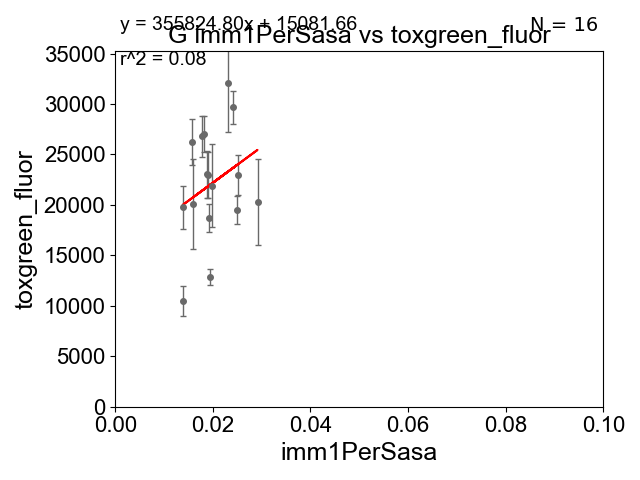 y = 355824.80x + 15081.66
N = 16
G Imm1PerSasa vs toxgreen_fluor
r^2 = 0.08
35000
30000
25000
20000
15000
10000
5000
0
toxgreen_fluor
0.00 0.02 0.04 0.06 0.08 0.10
imm1PerSasa